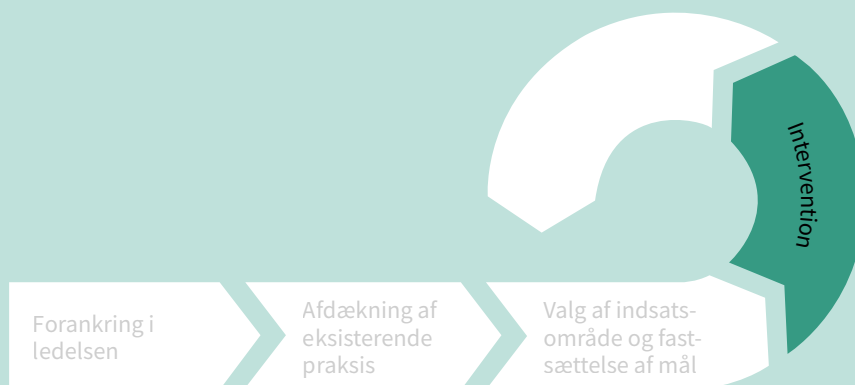 Forankring i
ledelsen
Afdækning af
eksisterende
praksis
Valg af indsats-
område og fast-
sættelse af mål
Intervention